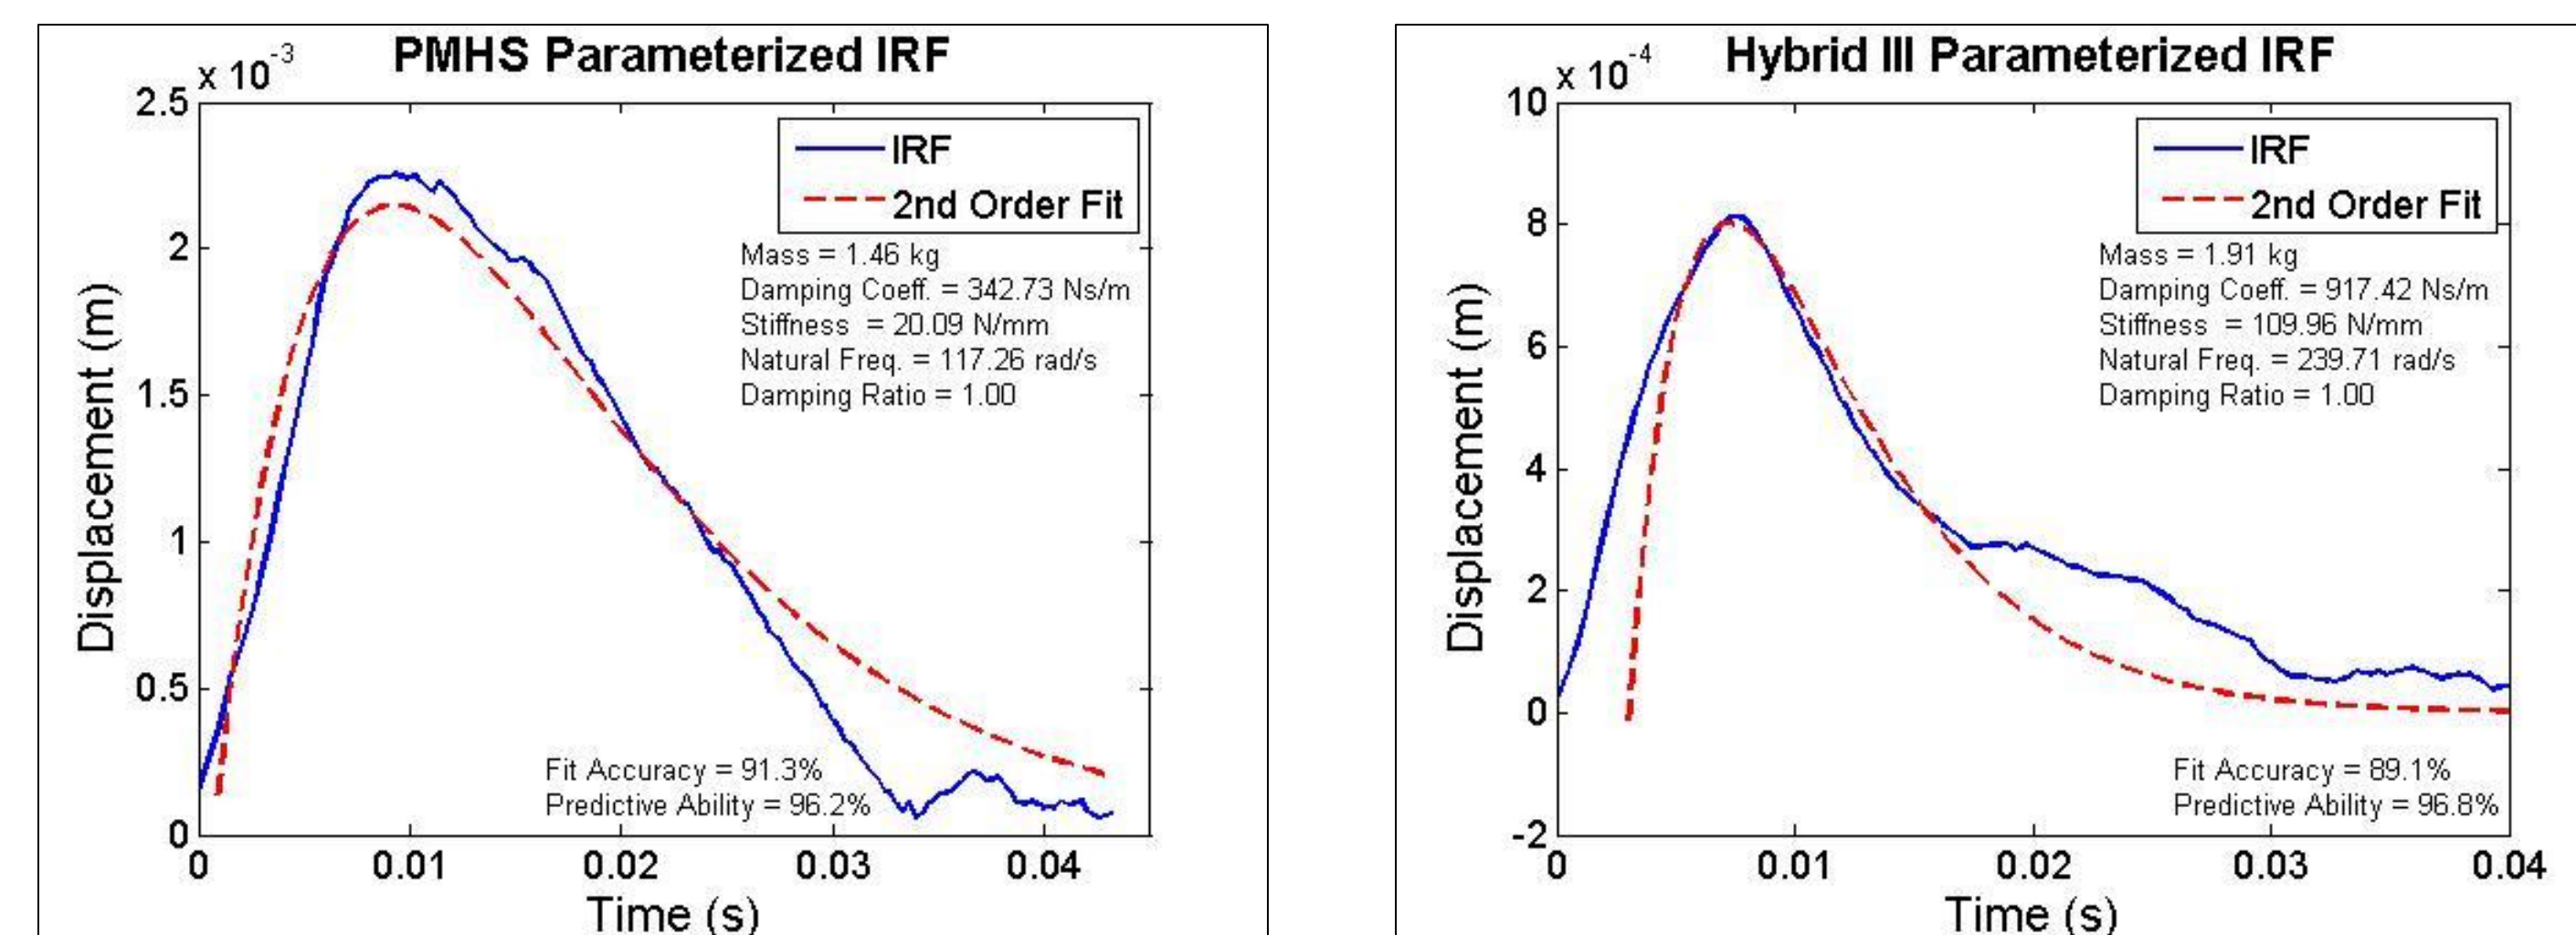 PMHS Parameterized IRF
x 10-3
2.5
2
1.5
1
0.5
0
Displacement (m)
IRF
2nd Order Fit
Mass = 1.46 kg
Damping Coeff. = 342.73 Ns/m
Stiffness = 20.09 N/mm
Natural Freq. = 117.26 rad/s
Damping Ratio = 1.00
Fit Accuracy = 91.3%
Predictive Ability = 96.2%
0 0.01 0.02 0.03 0.04
Time (s)
Hybrid III Parameterized IRF
x 10-4
10
8
6
4
2
0
-2
Displacement (m)
IRF
2nd Order Fit
Mass = 1.91 kg
Damping Coeff. = 917.42 Ns/m
Stiffness = 109.96 N/mm
Natural Freq. = 239.71 rad/s
Damping Ratio = 1.00
Fit Accuracy = 89.1%
Predictive Ability = 96.8%
0 0.01 0.02 0.03 0.04
Time (s)